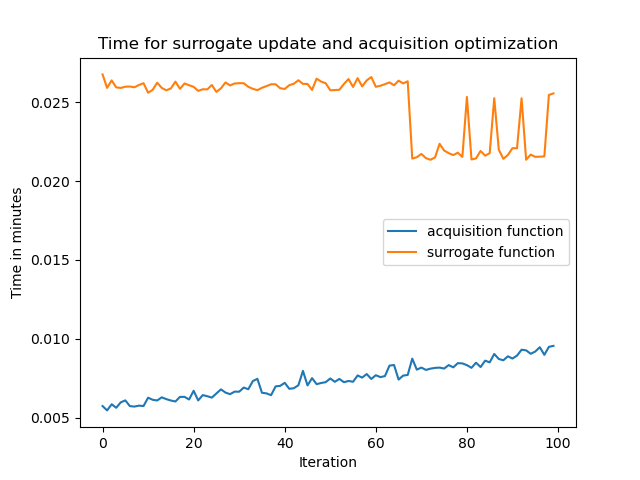 Time for surrogate update and acquisition optimization
Time in minutes
0.025
0.020
0.015
0.010
0.005
acquisition function
surrogate function
0 20 40 60 80 100
Iteration